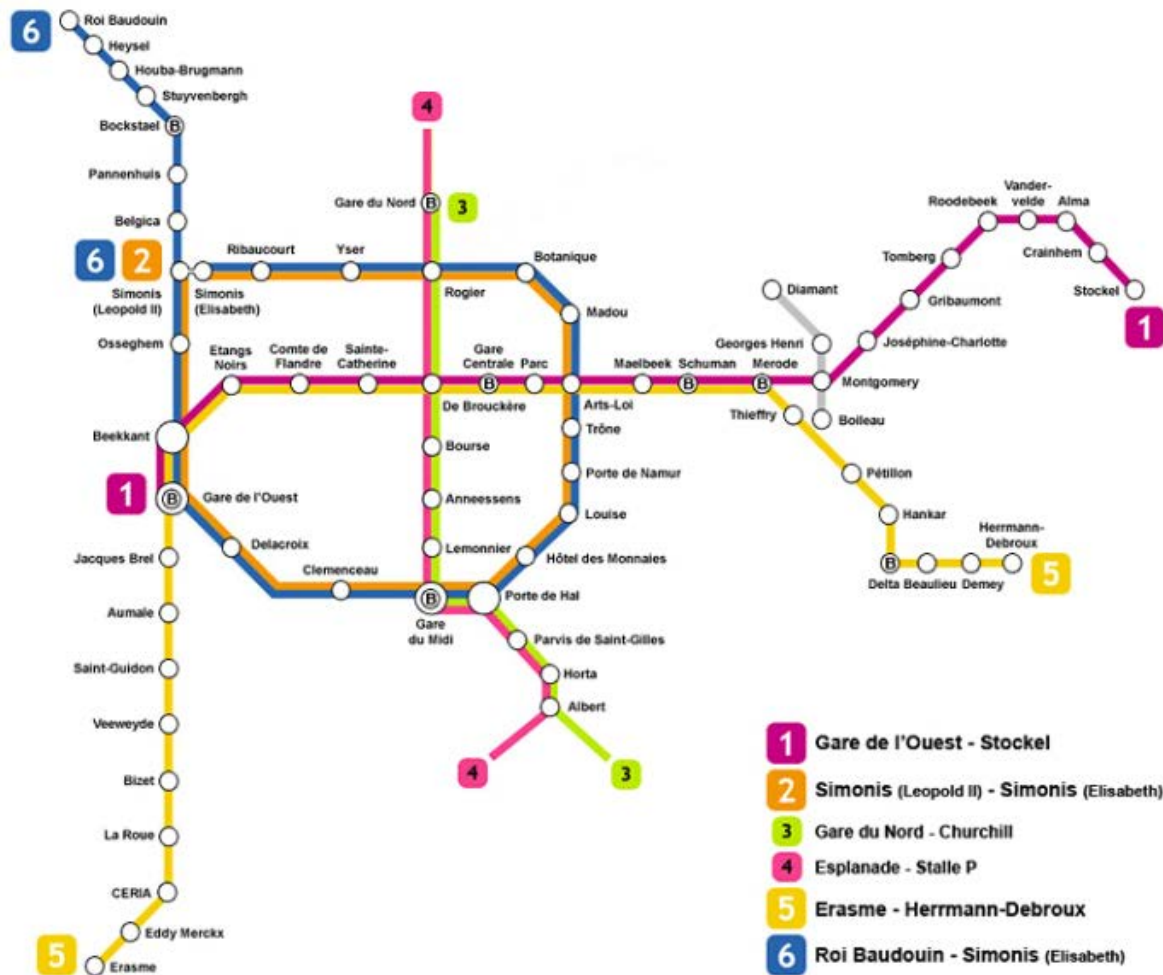 6
Roi Baudouin
Heysel
Houba-Brugmann
Stuyvenbergh
Bockstael
B
Pannenhuis
Belgica
6
2
Simonis
(Leopold II)
Simonis
(Elisabeth)
Ribaucourt
Yser
4
Gare du Nord
B
3
Rogier
Botanique
Madou
Osseghem
Etangs
Noirs
Comte de
Flandre
Sainte-
Catherine
De Brouckère
Gare
Centrale
B
Parc
Arts-Loi
Maelbeek
Schuman
B
Merode
B
Diamant
Georges Henri
Montgomery
Boileau
Joséphine-Charlotte
Gribaumont
Tomberg
Roodebeek
Vander-
velde
Alma
Crainhem
Stockel
1
Beekkant
1
B
Gare de l'Ouest
Bourse
Anneessens
Lemonnier
Trône
Porte de Namur
Louise
Hôtel des Monnaies
Thieffry
Pétillon
Hankar
B
Delta
Beaulieu
Demey
Herrmann-
Debroux
5
Delacroix
Clemenceau
B
Gare
du Midi
Porte de Hal
Parvis de Saint-Gilles
Horta
Albert
4
3
Jacques Brel
Aumale
Saint-Guidon
Veeweyde
Bizet
La Roue
CERIA
Eddy Merckx
5
Erasme
1 Gare de l'Ouest - Stockel
2 Simonis (Leopold II) - Simonis (Elisabeth)
3 Gare du Nord - Churchill
4 Esplanade - Stalle P
5 Erasme - Herrmann-Debroux
6 Roi Baudouin - Simonis (Elisabeth)